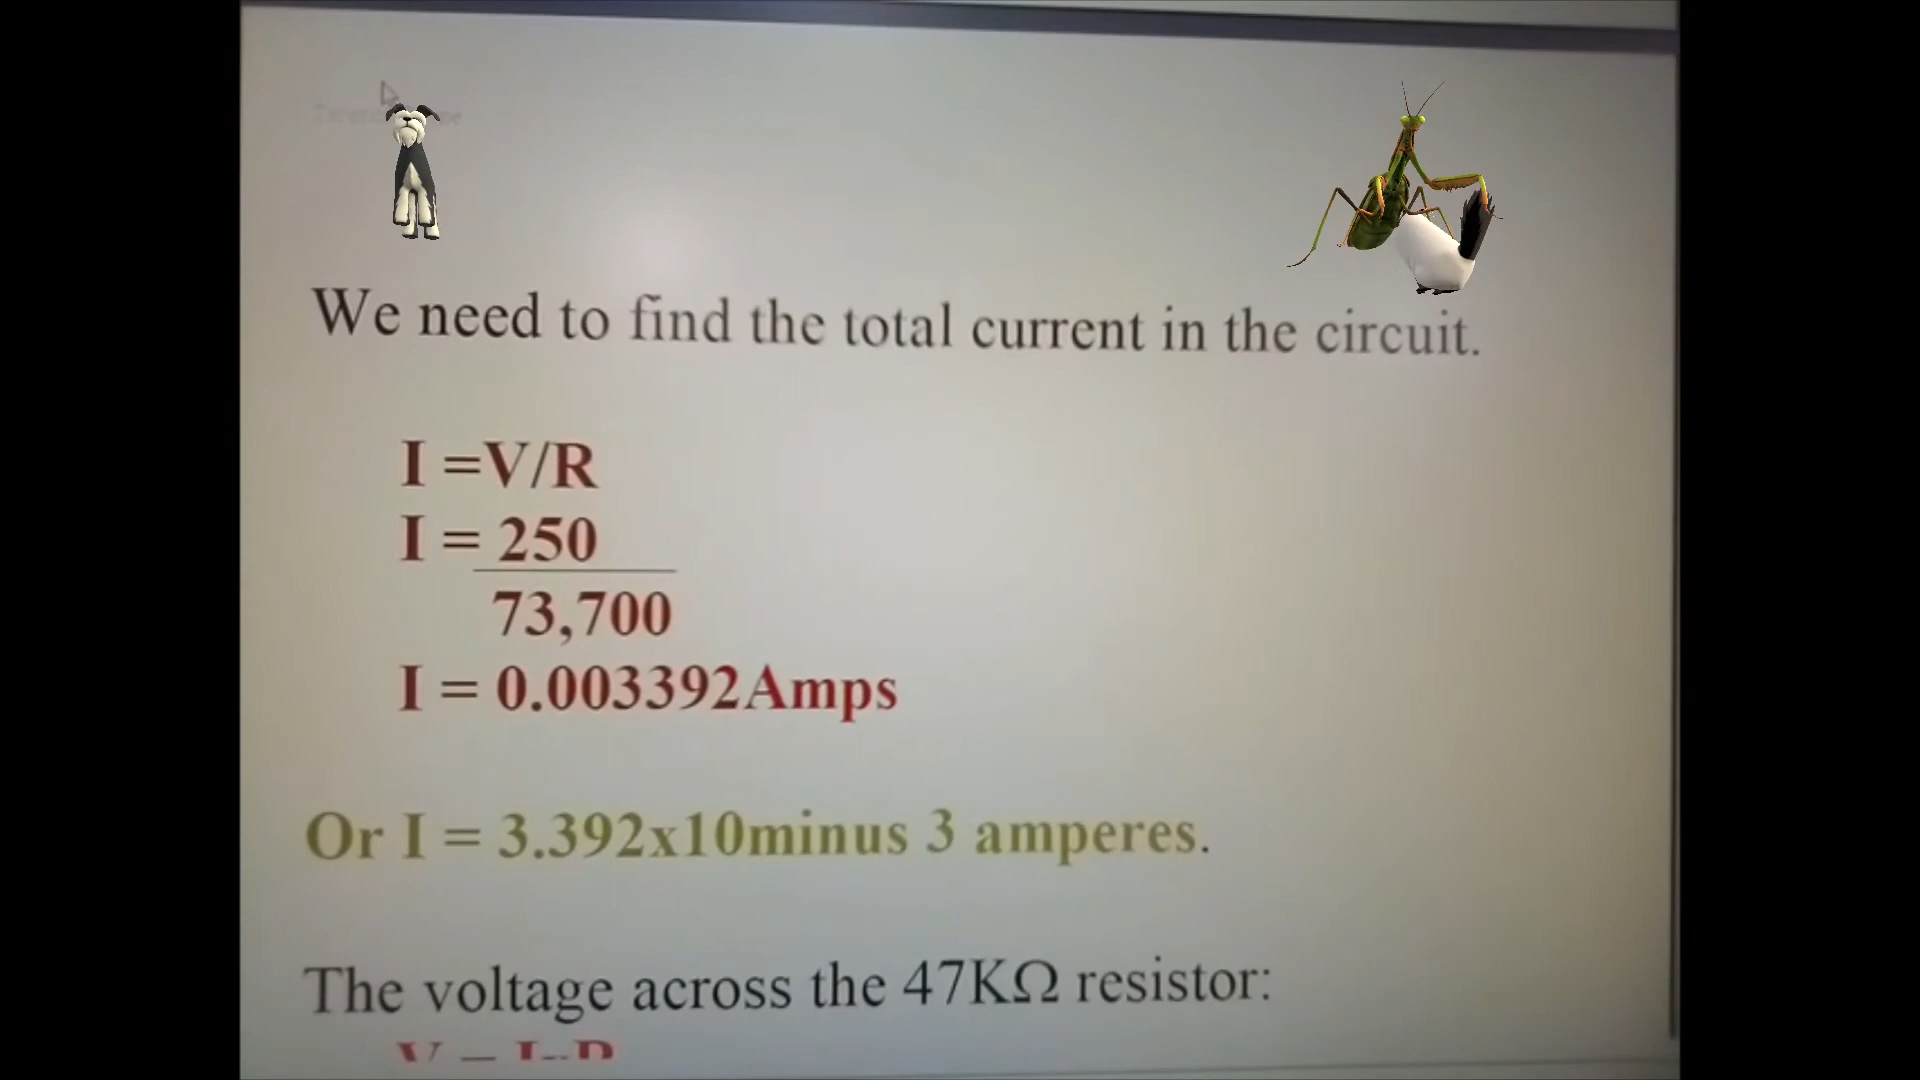 We need to find the total current in the circuit.
I =V/R
I = 250
73,700
I = 0.003392Amps
Or I = 3.392x10minus 3 amperes.
The voltage across the 47KΩ resistor: